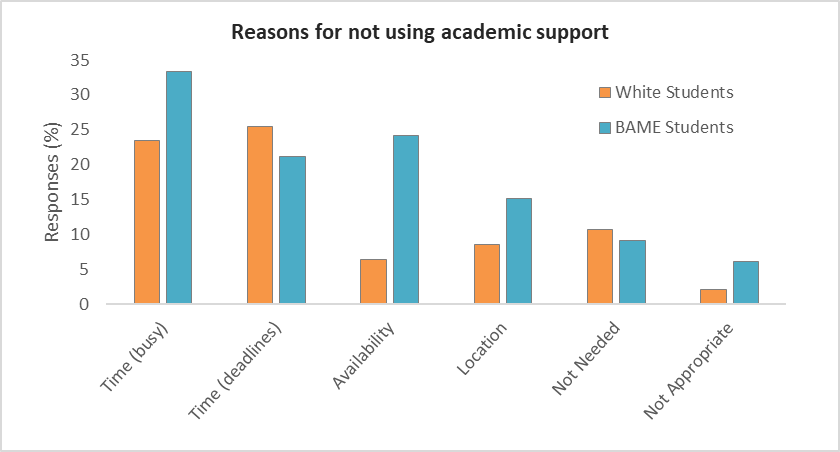 Reasons for not using academic support
35
30
25
20
15
10
5
0
Responses (%)
White Students
BAME Students
Time (busy)
Time (deadlines)
Availability
Location
Not Needed
Not Appropriate